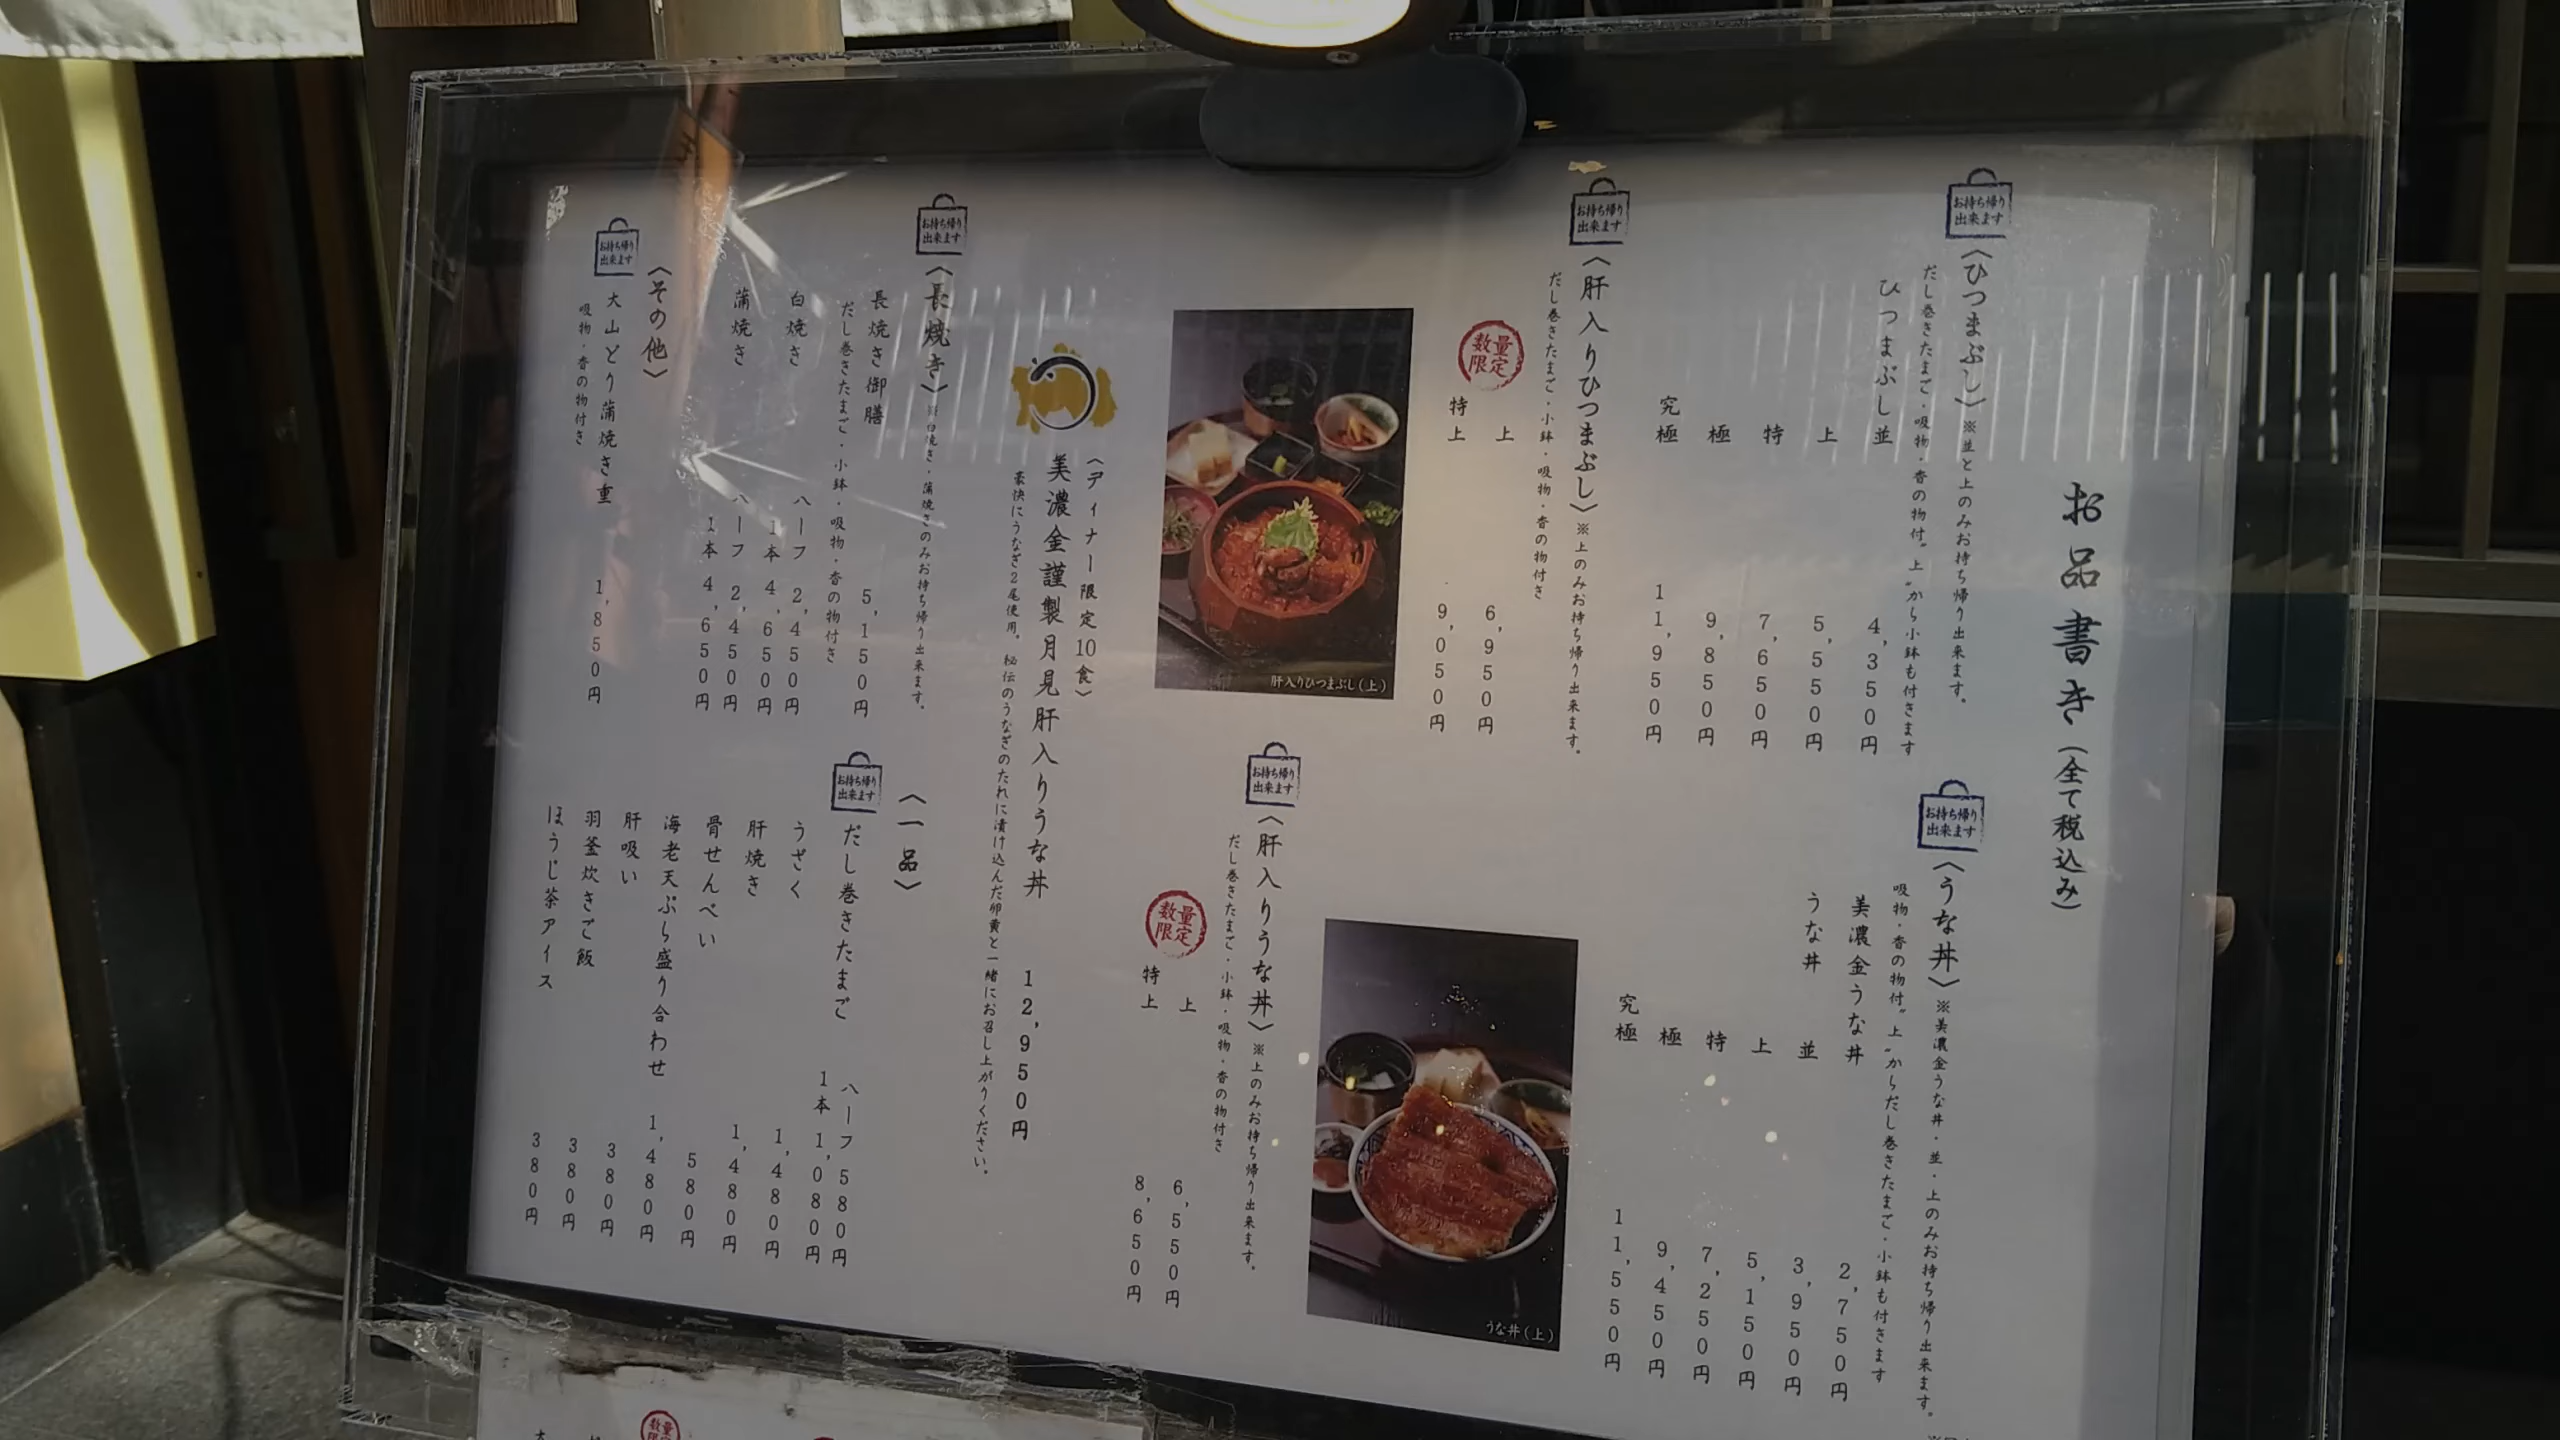 お品書き（全て税込み）
お持ち帰り出来ます
〈ひつまぶし〉※並と上のみお持ち帰り出来ます。
だし巻きたまご・吸物・香の物付〝上〟から小鉢も付きます
ひつまぶし
並 4,350円
上 5,550円
特 7,650円
極 9,850円
究極 11,950円
お持ち帰り出来ます
〈肝入りひつまぶし〉※上のみお持ち帰り出来ます。
だし巻きたまご・小鉢・吸物・香の物付き
数量限定
上 6,950円
特上 9,050円
肝入りひつまぶし（上）
お持ち帰り出来ます
〈うな丼〉※美濃金うな丼・並・上のみお持ち帰り出来ます。
吸物・香の物付〝上〟からだし巻きたまご・小鉢も付きます
美濃金うな丼 2,750円
うな丼
並 3,950円
上 5,150円
特 7,250円
極 9,450円
究極 11,550円
うな丼（上）
お持ち帰り出来ます
〈肝入りうな丼〉※上のみお持ち帰り出来ます。
だし巻きたまご・小鉢・吸物・香の物付き
数量限定
上 6,550円
特上 8,650円
〈ディナー限定10食〉
美濃金謹製月見肝入りうな丼 12,950円
豪快にうなぎ2尾使用。秘伝のうなぎのたれに漬け込んだ卵黄と一緒にお召し上がりください。
お持ち帰り出来ます
〈長焼き〉※白焼き・蒲焼きのみお持ち帰り出来ます。
長焼き御膳 5,150円
だし巻きたまご・小鉢・吸物・香の物付き
白焼き ハーフ 2,450円
1本 4,650円
蒲焼き ハーフ 2,450円
1本 4,650円
〈その他〉
お持ち帰り出来ます
大山どり蒲焼き重 1,850円
吸物・香の物付き
〈一品〉
お持ち帰り出来ます
だし巻きたまご ハーフ 580円
1本 1,080円
うざく 1,480円
肝焼き 1,480円
骨せんべい 580円
海老天ぷら盛り合わせ 1,480円
肝吸い 380円
羽釜炊きご飯 380円
ほうじ茶アイス 380円
数量限定